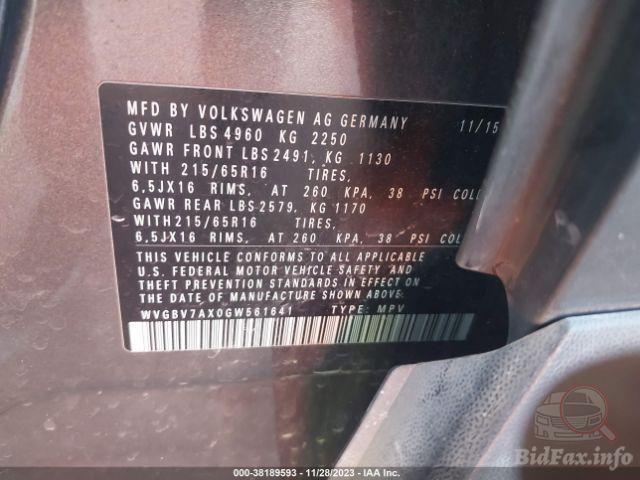 MFD BY VOLKSWAGEN AG GERMANY 11/15
GVWR LBS 4960 KG 2250
GAWR FRONT LBS 2491, KG 1130
WITH 215/65R16 TIRES,
6,5JX16 RIMS, AT 260 KPA, 38 PSI COLD
GAWR REAR LBS 2579, KG 1170
WITH 215/65R16 TIRES,
6,5JX16 RIMS, AT 260 KPA, 38 PSI COL
THIS VEHICLE CONFORMS TO ALL APPLICABLE
U.S. FEDERAL MOTOR VEHICLE SAFETY AND
THEFT PREVENTION STANDARDS IN EFFECT ON
THE DATE OF MANUFACTURE SHOWN ABOVE
WVGBV7AX0GW561641 TYPE: MPV
BidFax.info
000-38189593 - 11/28/2023 - IAA Inc.